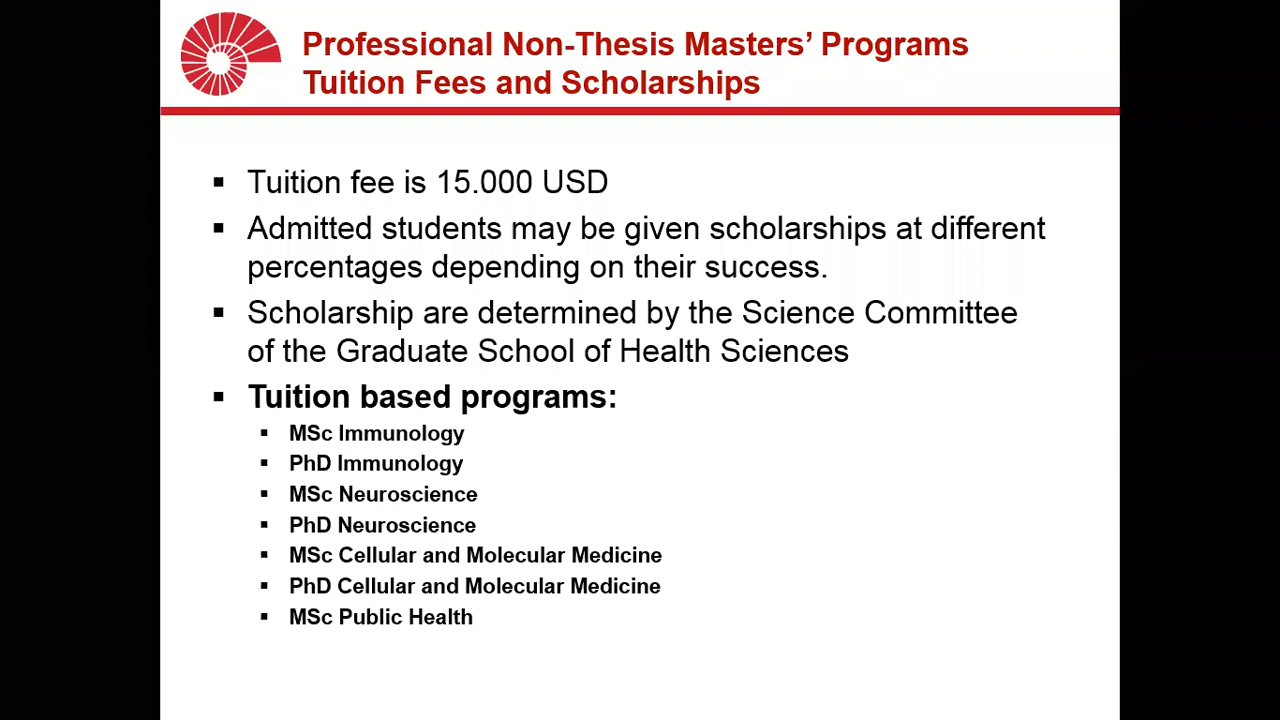 Professional Non-Thesis Masters’ Programs
Tuition Fees and Scholarships
▪ Tuition fee is 15.000 USD
▪ Admitted students may be given scholarships at different
percentages depending on their success.
▪ Scholarship are determined by the Science Committee
of the Graduate School of Health Sciences
▪ Tuition based programs:
▪ MSc Immunology
▪ PhD Immunology
▪ MSc Neuroscience
▪ PhD Neuroscience
▪ MSc Cellular and Molecular Medicine
▪ PhD Cellular and Molecular Medicine
▪ MSc Public Health